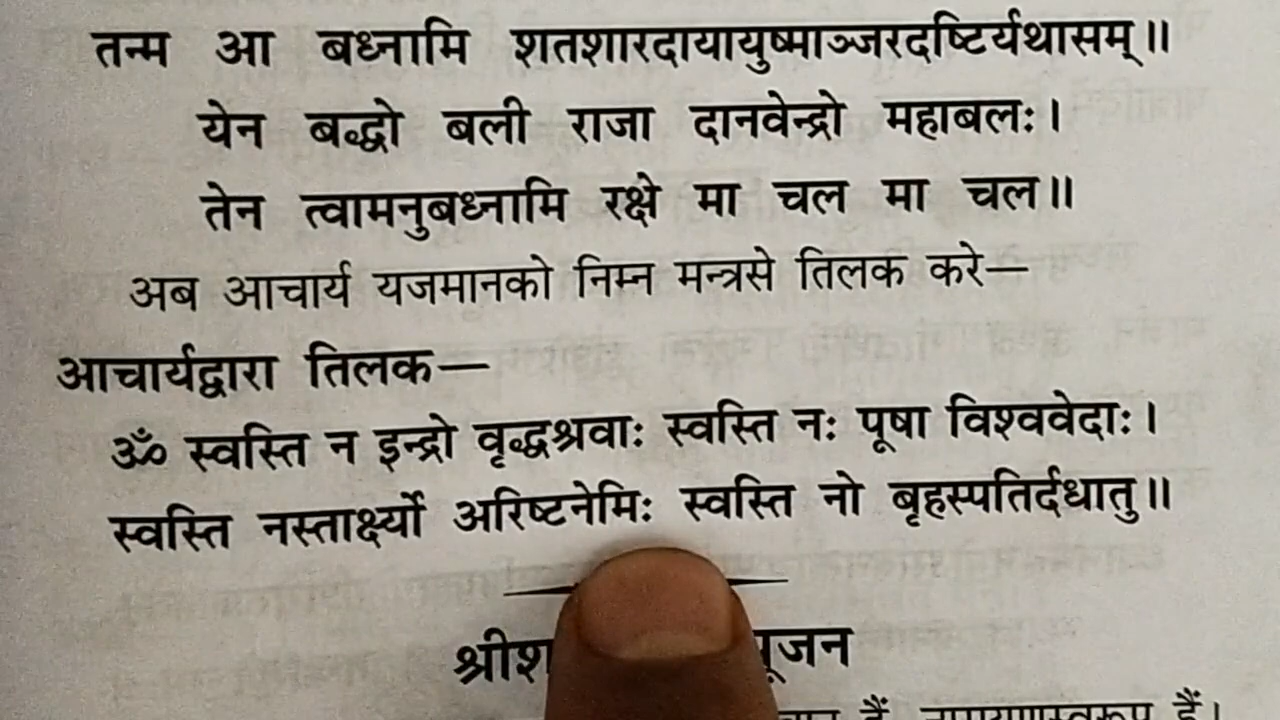 तन्म आ बध्नामि शतशारदायायुष्माञ्जरदष्टिर्यथासम्॥
येन बद्धो बली राजा दानवेन्द्रो महाबलः।
तेन त्वामनुबध्नामि रक्षे मा चल मा चल॥
अब आचार्य यजमानको निम्न मन्त्रसे तिलक करे—
आचार्यद्वारा तिलक—
ॐ स्वस्ति न इन्द्रो वृद्धश्रवाः स्वस्ति नः पूषा विश्ववेदाः।
स्वस्ति नस्तार्क्ष्यो अरिष्टनेमिः स्वस्ति नो बृहस्पतिर्दधातु॥